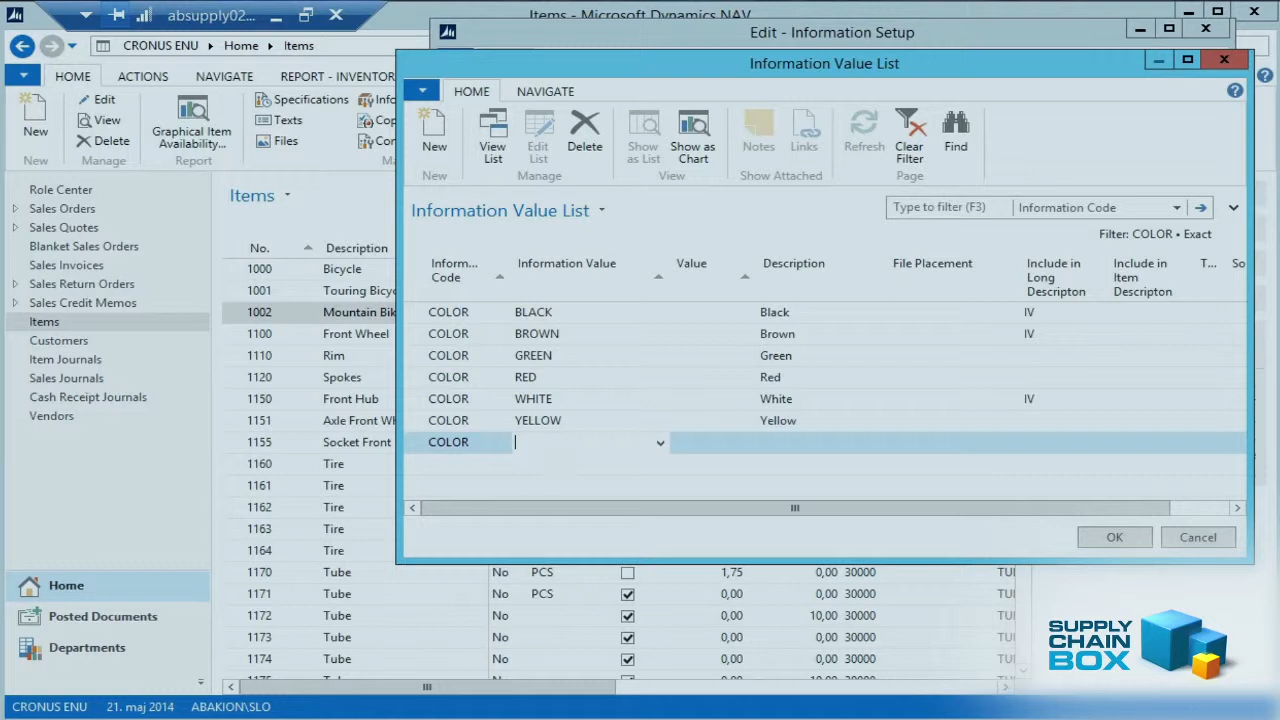 absupply02...
Items - Microsoft Dynamics NAV
CRONUS ENU
Home
Items
HOME
ACTIONS
NAVIGATE
REPORT - INVENTOR
New
Edit
View
Delete
Graphical Item
Availability...
Specifications
Texts
Files
New
Manage
Report
Role Center
Sales Orders
Sales Quotes
Blanket Sales Orders
Sales Invoices
Sales Return Orders
Sales Credit Memos
Items
Customers
Item Journals
Sales Journals
Cash Receipt Journals
Vendors
Home
Posted Documents
Departments
Items
No. Description
1000 Bicycle
1001 Touring Bicyc
1002 Mountain Bik
1100 Front Wheel
1110 Rim
1120 Spokes
1150 Front Hub
1151 Axle Front W
1155 Socket Front
1160 Tire
1161 Tire
1162 Tire
1163 Tire
1164 Tire
1170 Tube No PCS 1,75 0,00 30000
1171 Tube No PCS 0,00 0,00 30000
1172 Tube No 0,00 10,00 30000
1173 Tube No 0,00 0,00 30000
1174 Tube No 0,00 0,00 30000
Edit - Information Setup
Information Value List
HOME
NAVIGATE
New
View
List
Edit
List
Delete
Show
as List
Show as
Chart
Notes
Links
Refresh
Clear
Filter
Find
New
Manage
View
Show Attached
Page
Information Value List
Type to filter (F3)
Information Code
Filter: COLOR • Exact
Inform...
Code
Information Value
Value
Description
File Placement
Include in
Long
Descripton
Include in
Item
Descripton
T...
So
COLOR BLACK Black IV
COLOR BROWN Brown IV
COLOR GREEN Green
COLOR RED Red
COLOR WHITE White IV
COLOR YELLOW Yellow
COLOR
OK
Cancel
SUPPLY
CHAIN
BOX
CRONUS ENU
21. maj 2014
ABAKION\SLO